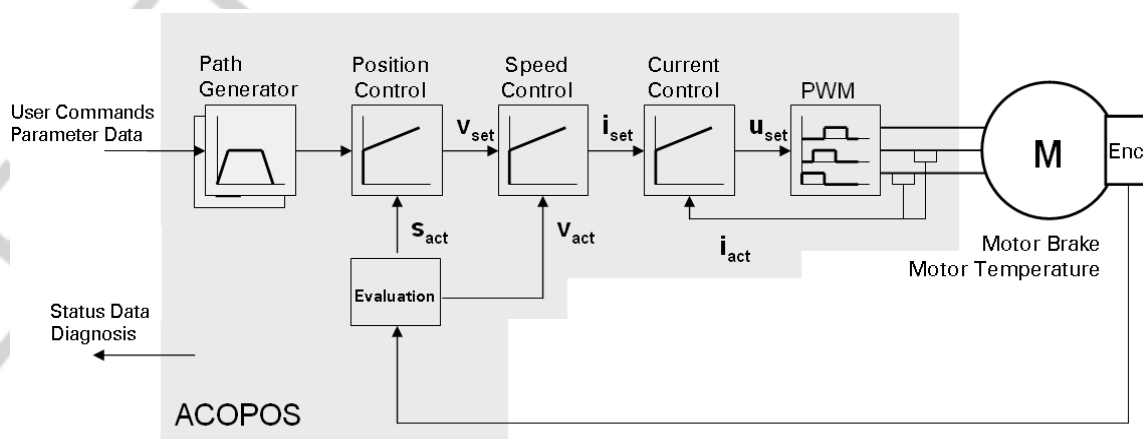 Path
Generator
Position
Control
Speed
Control
Current
Control
PWM
User Commands
Parameter Data
vset
iset
uset
M
Enc
sact
vact
iact
Motor Brake
Motor Temperature
Evaluation
Status Data
Diagnosis
ACOPOS